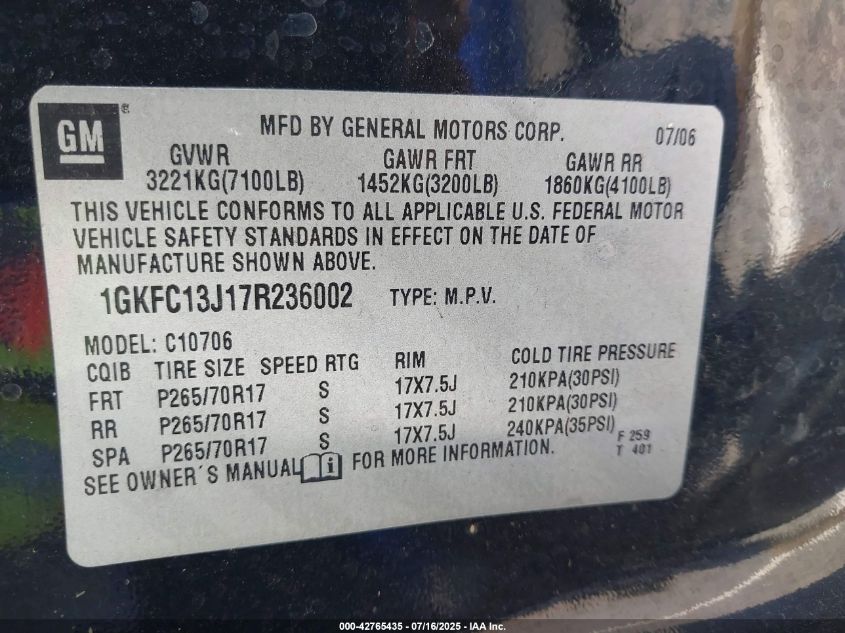 GM ®
MFD BY GENERAL MOTORS CORP. 07/06
GVWR GAWR FRT GAWR RR
3221KG(7100LB) 1452KG(3200LB) 1860KG(4100LB)
THIS VEHICLE CONFORMS TO ALL APPLICABLE U.S. FEDERAL MOTOR
VEHICLE SAFETY STANDARDS IN EFFECT ON THE DATE OF
MANUFACTURE SHOWN ABOVE.
1GKFC13J17R236002 TYPE: M.P.V.
MODEL: C10706
CQIB TIRE SIZE SPEED RTG RIM COLD TIRE PRESSURE
FRT P265/70R17 S 17X7.5J 210KPA(30PSI)
RR P265/70R17 S 17X7.5J 210KPA(30PSI)
SPA P265/70R17 S 17X7.5J 240KPA(35PSI) F 259
SEE OWNER´S MANUAL i FOR MORE INFORMATION. T 401
000-42765435 - 07/16/2025 - IAA Inc.